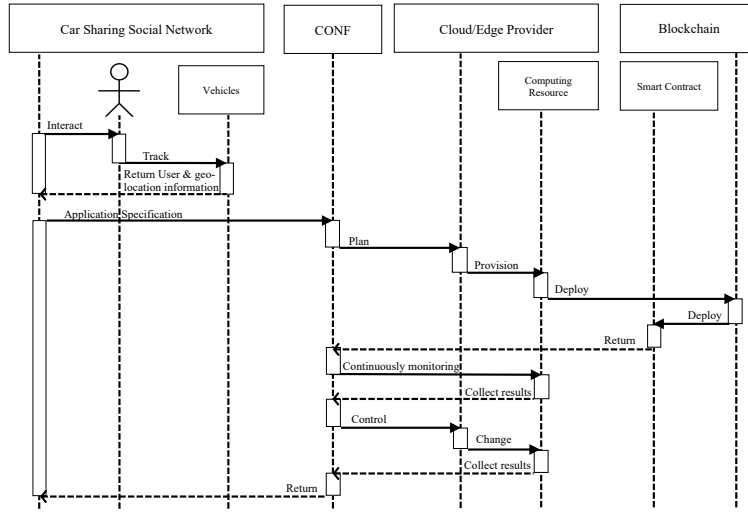 Car Sharing Social Network
CONF
Cloud/Edge Provider
Blockchain
Vehicles
Computing
Resource
Smart Contract
Interact
Track
Return User & geo-
location information
Application Specification
Plan
Provision
Deploy
Deploy
Return
Continuously monitoring
Collect results
Control
Change
Collect results
Return